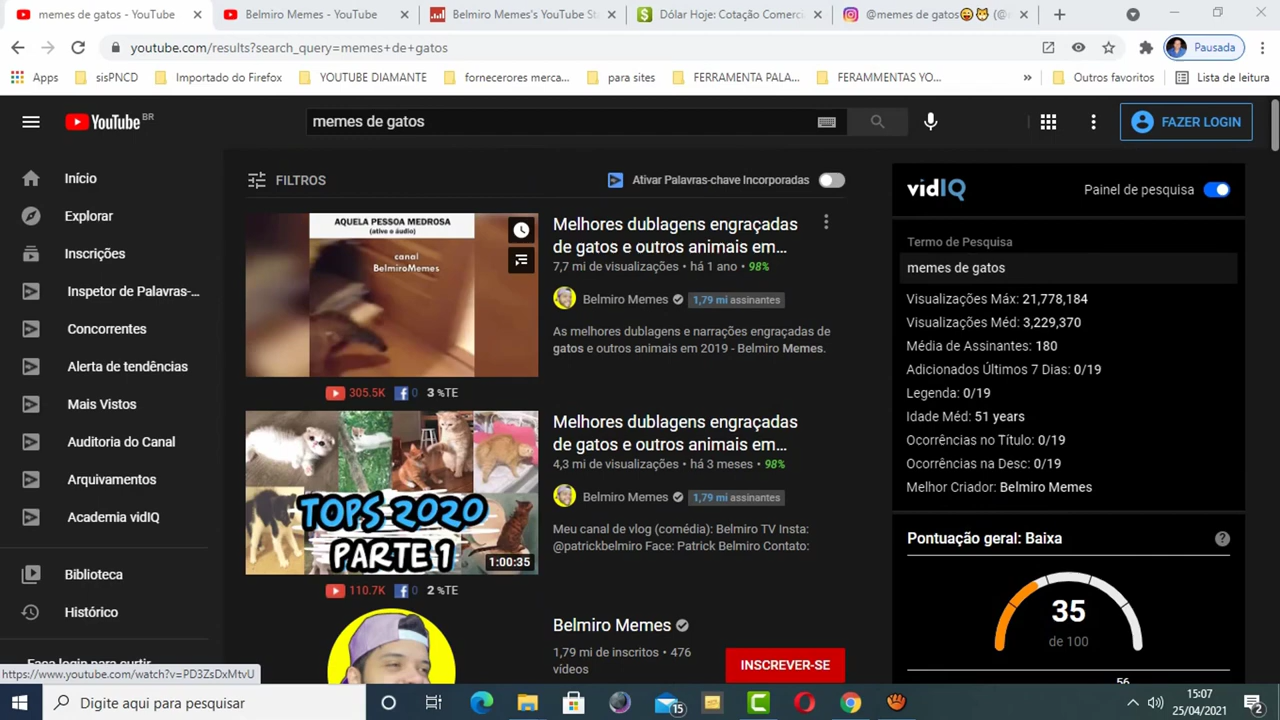 memes de gatos - YouTube
Belmiro Memes - YouTube
Belmiro Memes's YouTube St
Dólar Hoje: Cotação Comerc
@memes de gatos😀🐱 (@
youtube.com/results?search_query=memes+de+gatos
Pausada
Apps
sisPNCD
Importado do Firefox
YOUTUBE DIAMANTE
fornecerores merca...
para sites
FERRAMENTA PALA...
FERAMMENTAS YO...
»
Outros favoritos
Lista de leitura
YouTube BR
memes de gatos
FAZER LOGIN
Início
Explorar
Inscrições
Inspetor de Palavras-...
Concorrentes
Alerta de tendências
Mais Vistos
Auditoria do Canal
Arquivamentos
Academia vidIQ
Biblioteca
Histórico
https://www.youtube.com/watch?v=PD3ZsDxMtvU
FILTROS
Ativar Palavras-chave Incorporadas
AQUELA PESSOA MEDROSA
(ative o áudio)
canal
BelmiroMemes
Melhores dublagens engraçadas
de gatos e outros animais em...
7,7 mi de visualizações • há 1 ano • 98%
Belmiro Memes 1,79 mi assinantes
As melhores dublagens e narrações engraçadas de
gatos e outros animais em 2019 - Belmiro Memes.
305.5K 0 3 %TE
TOPS 2020
PARTE 1
1:00:35
Melhores dublagens engraçadas
de gatos e outros animais em...
4,3 mi de visualizações • há 3 meses • 98%
Belmiro Memes 1,79 mi assinantes
Meu canal de vlog (comédia): Belmiro TV Insta:
@patrickbelmiro Face: Patrick Belmiro Contato:
110.7K 0 2 %TE
Belmiro Memes
1,79 mi de inscritos • 476
vídeos
INSCREVER-SE
vidIQ
Painel de pesquisa
Termo de Pesquisa
memes de gatos
Visualizações Máx: 21,778,184
Visualizações Méd: 3,229,370
Média de Assinantes: 180
Adicionados Últimos 7 Dias: 0/19
Legenda: 0/19
Idade Méd: 51 years
Ocorrências no Título: 0/19
Ocorrências na Desc: 0/19
Melhor Criador: Belmiro Memes
Pontuação geral: Baixa
?
35
de 100
56
Digite aqui para pesquisar
15
15:07
25/04/2021
2